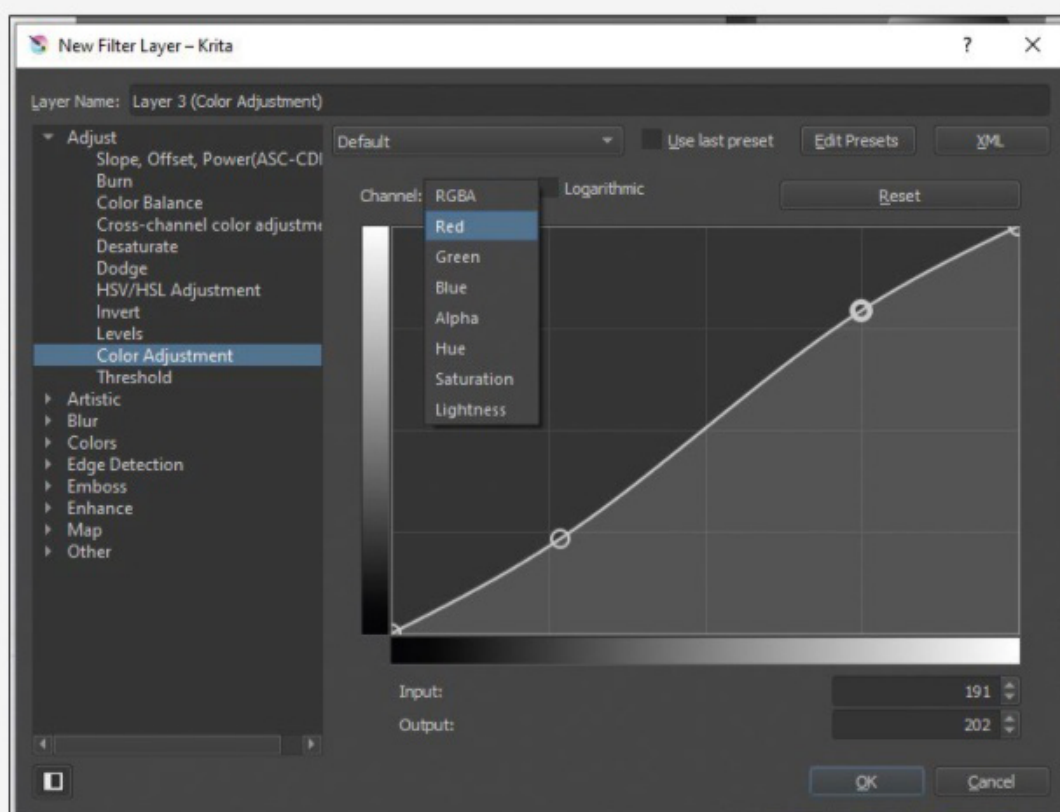 New Filter Layer – Krita
Layer Name: Layer 3 (Color Adjustment)
Adjust
Slope, Offset, Power(ASC-CDI
Burn
Color Balance
Cross-channel color adjustme
Desaturate
Dodge
HSV/HSL Adjustment
Invert
Levels
Color Adjustment
Threshold
Artistic
Blur
Colors
Edge Detection
Emboss
Enhance
Map
Other
Default
Use last preset
Edit Presets
XML
Channel:
RGBA
Red
Green
Blue
Alpha
Hue
Saturation
Lightness
Logarithmic
Reset
Input: 191
Output: 202
OK
Cancel